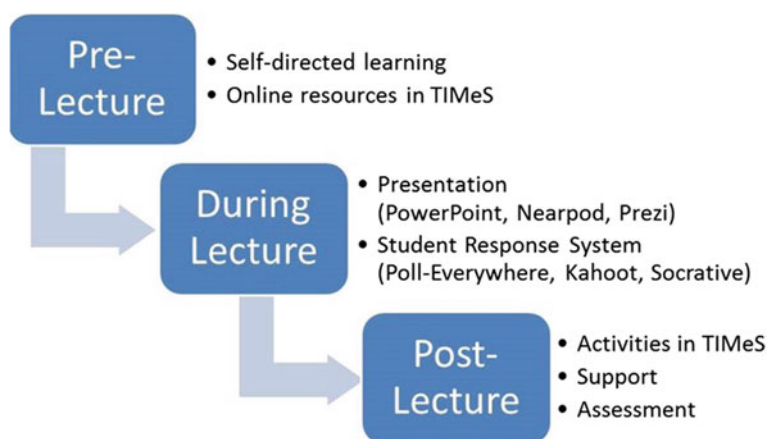 Pre-
Lecture
• Self-directed learning
• Online resources in TIMeS
During
Lecture
• Presentation
(PowerPoint, Nearpod, Prezi)
• Student Response System
(Poll-Everywhere, Kahoot, Socrative)
Post-
Lecture
• Activities in TIMeS
• Support
• Assessment